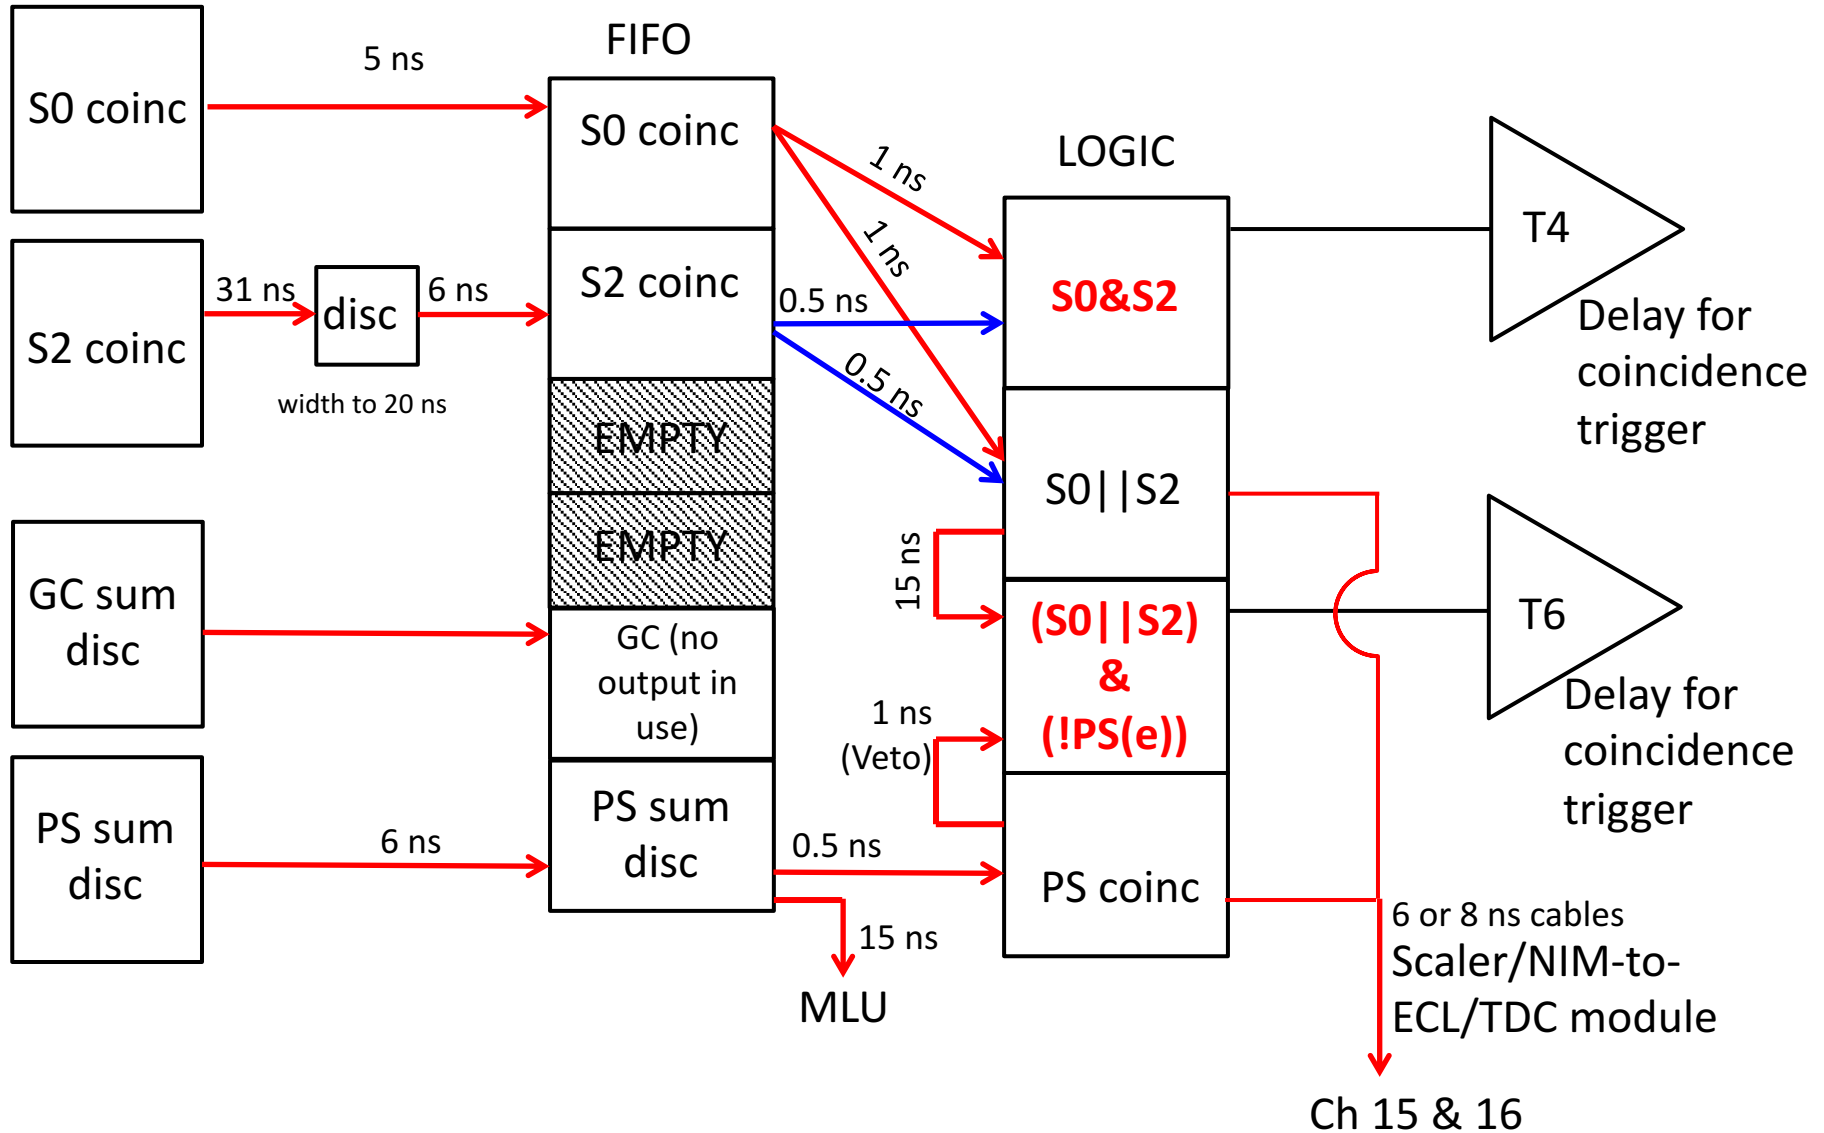 FIFO
5 ns
S0 coinc
S0 coinc
LOGIC
1 ns
1 ns
T4
31 ns
disc
6 ns
S2 coinc
0.5 ns
S0&S2
S2 coinc
width to 20 ns
0.5 ns
Delay for
coincidence
trigger
EMPTY
S0||S2
EMPTY
15 ns
GC sum
disc
GC (no
output in
use)
(S0||S2)
&
(!PS(e))
T6
1 ns
(Veto)
Delay for
coincidence
trigger
PS sum
disc
6 ns
PS sum
disc
0.5 ns
PS coinc
15 ns
MLU
6 or 8 ns cables
Scaler/NIM-to-
ECL/TDC module
Ch 15 & 16